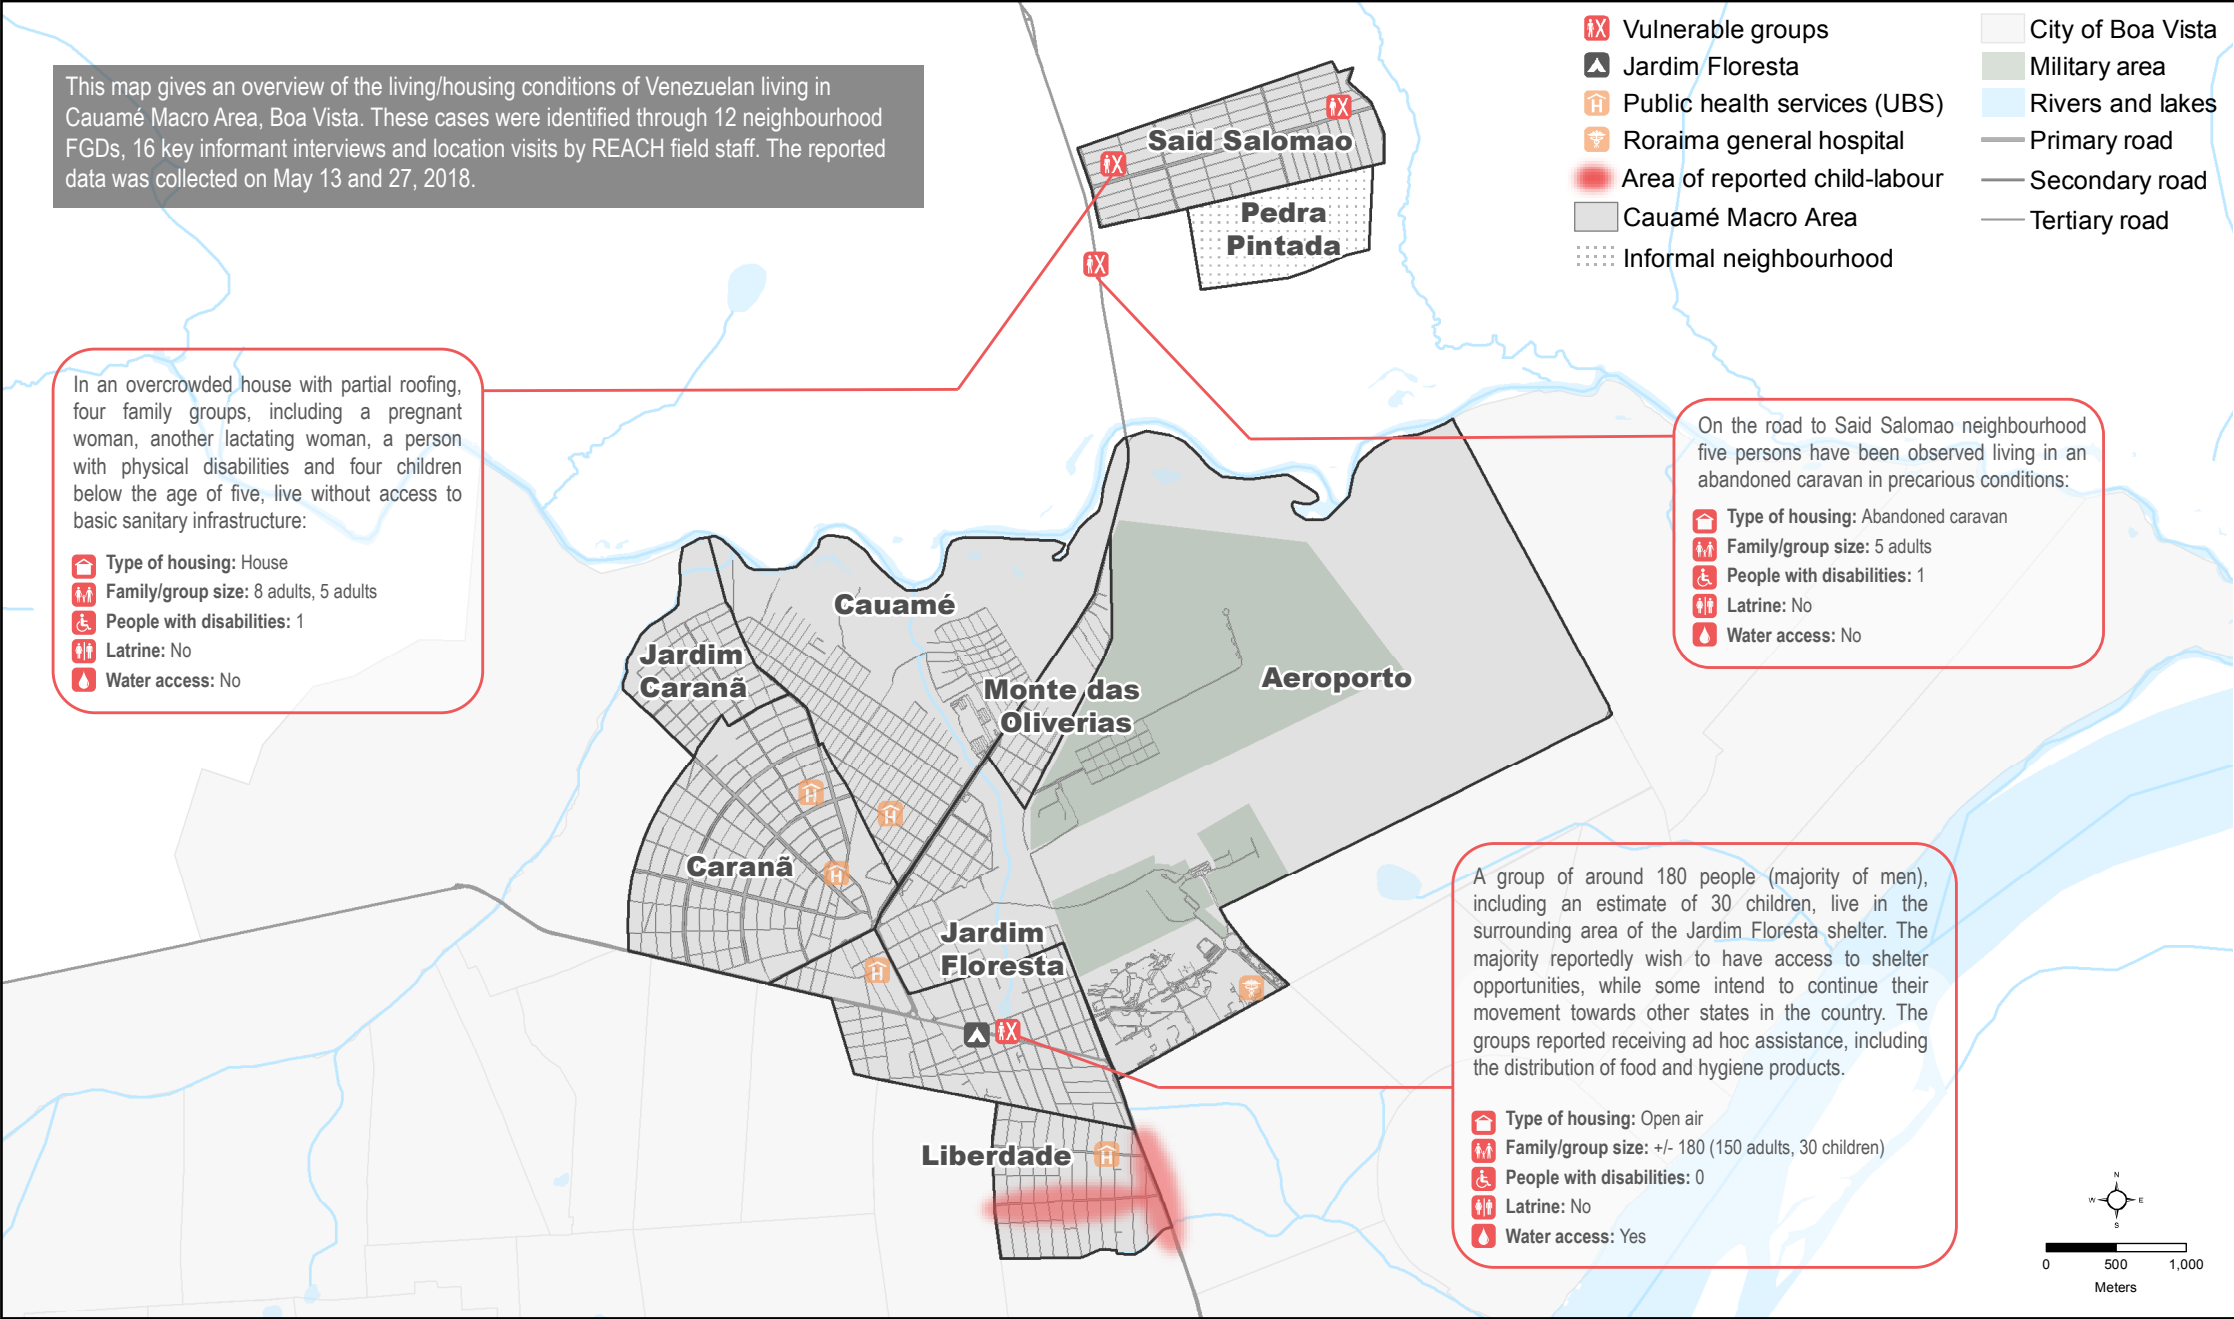 This map gives an overview of the living/housing conditions of Venezuelan living in
Cauamé Macro Area, Boa Vista. These cases were identified through 12 neighbourhood
FGDs, 16 key informant interviews and location visits by REACH field staff. The reported
data was collected on May 13 and 27, 2018.
Vulnerable groups
Jardim Floresta
Public health services (UBS)
Roraima general hospital
Area of reported child-labour
Cauamé Macro Area
Informal neighbourhood
City of Boa Vista
Military area
Rivers and lakes
Primary road
Secondary road
Tertiary road
Said Salomao
Pedra
Pintada
In an overcrowded house with partial roofing,
four family groups, including a pregnant
woman, another lactating woman, a person
with physical disabilities and four children
below the age of five, live without access to
basic sanitary infrastructure:
Type of housing: House
Family/group size: 8 adults, 5 adults
People with disabilities: 1
Latrine: No
Water access: No
On the road to Said Salomao neighbourhood
five persons have been observed living in an
abandoned caravan in precarious conditions:
Type of housing: Abandoned caravan
Family/group size: 5 adults
People with disabilities: 1
Latrine: No
Water access: No
Cauamé
Jardim
Caranã
Monte das
Oliverias
Aeroporto
Caranã
Jardim
Floresta
Liberdade
A group of around 180 people (majority of men),
including an estimate of 30 children, live in the
surrounding area of the Jardim Floresta shelter. The
majority reportedly wish to have access to shelter
opportunities, while some intend to continue their
movement towards other states in the country. The
groups reported receiving ad hoc assistance, including
the distribution of food and hygiene products.
Type of housing: Open air
Family/group size: +/- 180 (150 adults, 30 children)
People with disabilities: 0
Latrine: No
Water access: Yes
N
W E
S
0 500 1,000
Meters